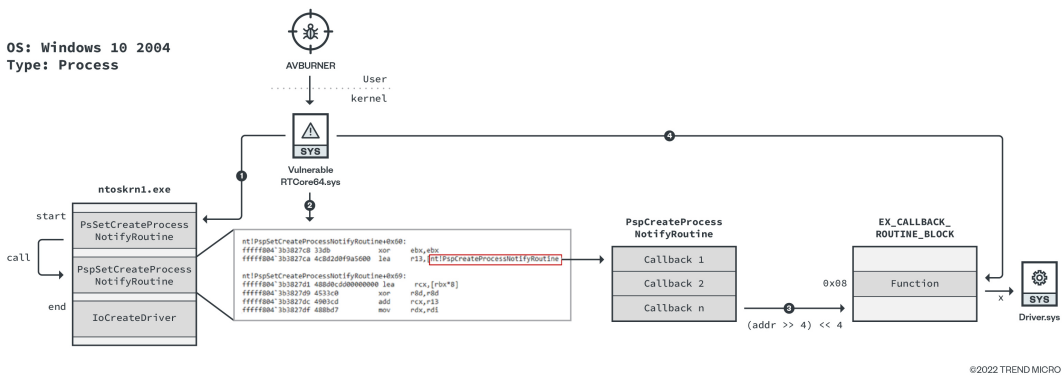 OS: Windows 10 2004
Type: Process
AVBURNER
User
kernel
SYS
Vulnerable
RTCore64.sys
1
2
4
ntoskrn1.exe
start
PsSetCreateProcess
NotifyRoutine
call
PspSetCreateProcess
NotifyRoutine
end
IoCreateDriver
nt!PspSetCreateProcessNotifyRoutine+0x60:
fffff804`3b3827c8 33db xor ebx,ebx
fffff804`3b3827ca 4c8d2d0f9a5600 lea r13,[nt!PspCreateProcessNotifyRoutine
nt!PspSetCreateProcessNotifyRoutine+0x69:
fffff804`3b3827d1 488d0cdd00000000 lea rcx,[rbx*8]
fffff804`3b3827d9 4533c0 xor r8d,r8d
fffff804`3b3827dc 4903cd add rcx,r13
fffff804`3b3827df 488bd7 mov rdx,rdi
PspCreateProcess
NotifyRoutine
Callback 1
Callback 2
Callback n
3
(addr >> 4) << 4
EX_CALLBACK_
ROUTINE_BLOCK
0x08
Function
x
SYS
Driver.sys
©2022 TREND MICRO